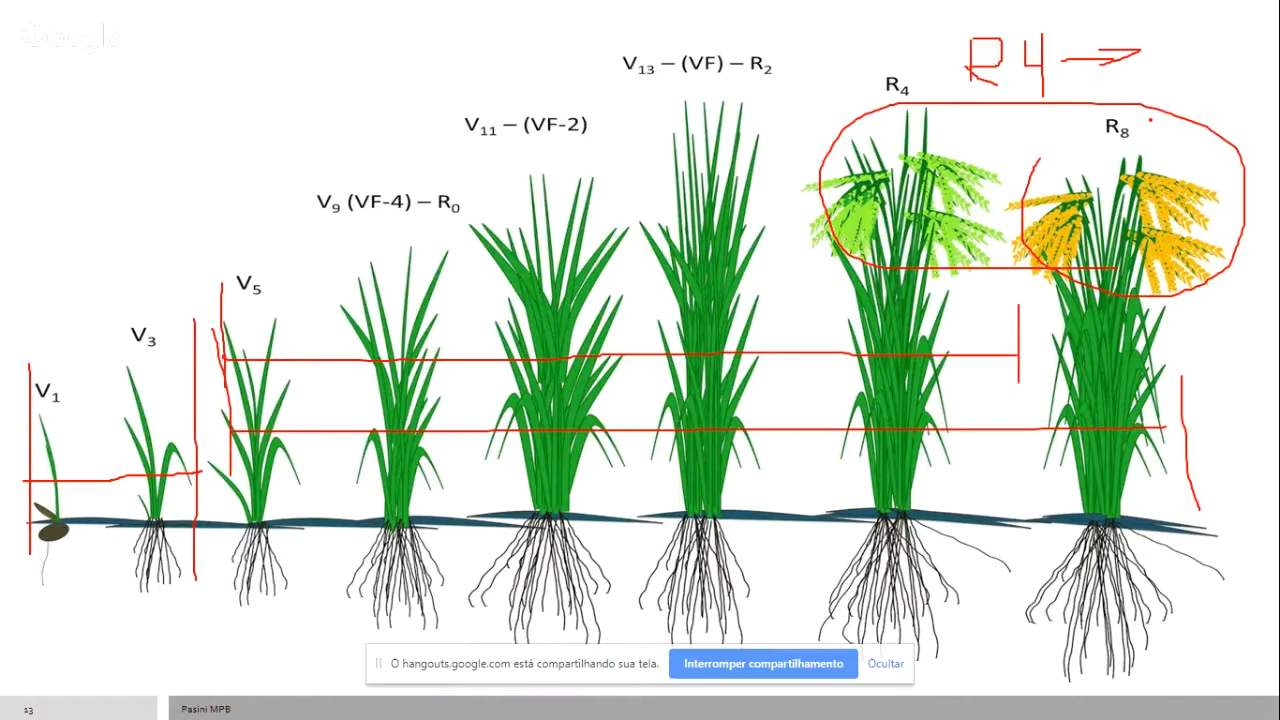 Google
R4 →
V₁₃ – (VF) – R₂
R₄
V₁₁ – (VF-2)
R₈
V₉ (VF-4) – R₀
V₅
V₃
V₁
O hangouts.google.com está compartilhando sua tela.
Interromper compartilhamento
Ocultar
13
Pasini MPB